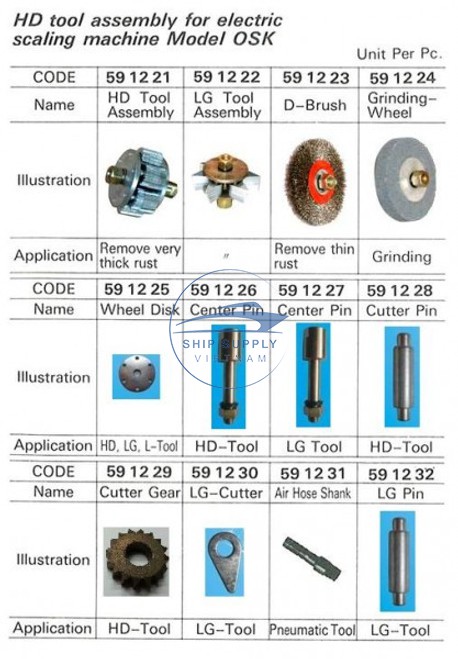 HD tool assembly for electric
scaling machine Model OSK
Unit Per Pc.
CODE 59 12 21 59 12 22 59 12 23 59 12 24
Name HD Tool Assembly LG Tool Assembly D-Brush Grinding-Wheel
Illustration
Application Remove very thick rust 〃 Remove thin rust Grinding
CODE 59 12 25 59 12 26 59 12 27 59 12 28
Name Wheel Disk Center Pin Center Pin Cutter Pin
SHIP SUPPLY
VIETNAM
Illustration
Application HD, LG, L-Tool HD-Tool LG Tool HD-Tool
CODE 59 12 29 59 12 30 59 12 31 59 12 32
Name Cutter Gear LG-Cutter Air Hose Shank LG Pin
Illustration
Application HD-Tool LG-Tool Pneumatic Tool LG-Tool